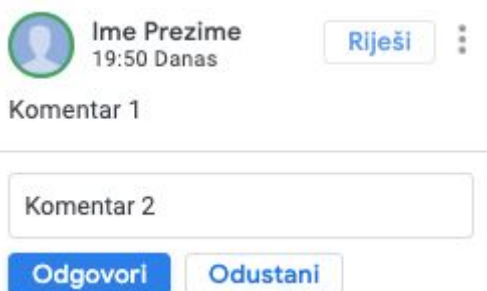 Ime Prezime
19:50 Danas
Riješi
Komentar 1
Komentar 2
Odgovori
Odustani